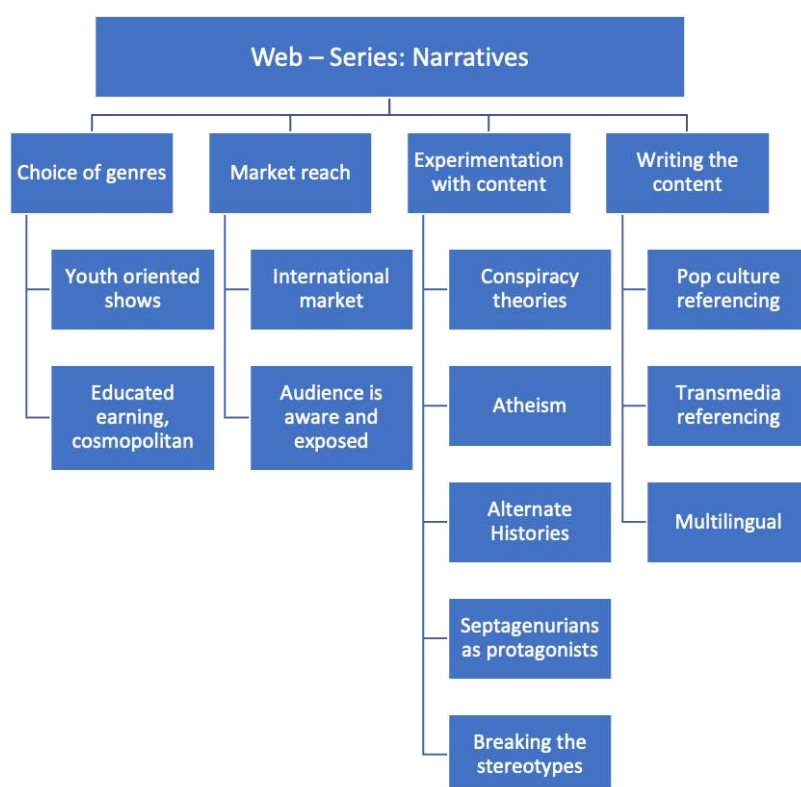 Web – Series: Narratives
Choice of genres
Market reach
Experimentation
with content
Writing the
content
Youth oriented
shows
Educated
earning,
cosmopolitan
International
market
Audience is
aware and
exposed
Conspiracy
theories
Atheism
Alternate
Histories
Septagenurians
as protagonists
Breaking the
stereotypes
Pop culture
referencing
Transmedia
referencing
Multilingual